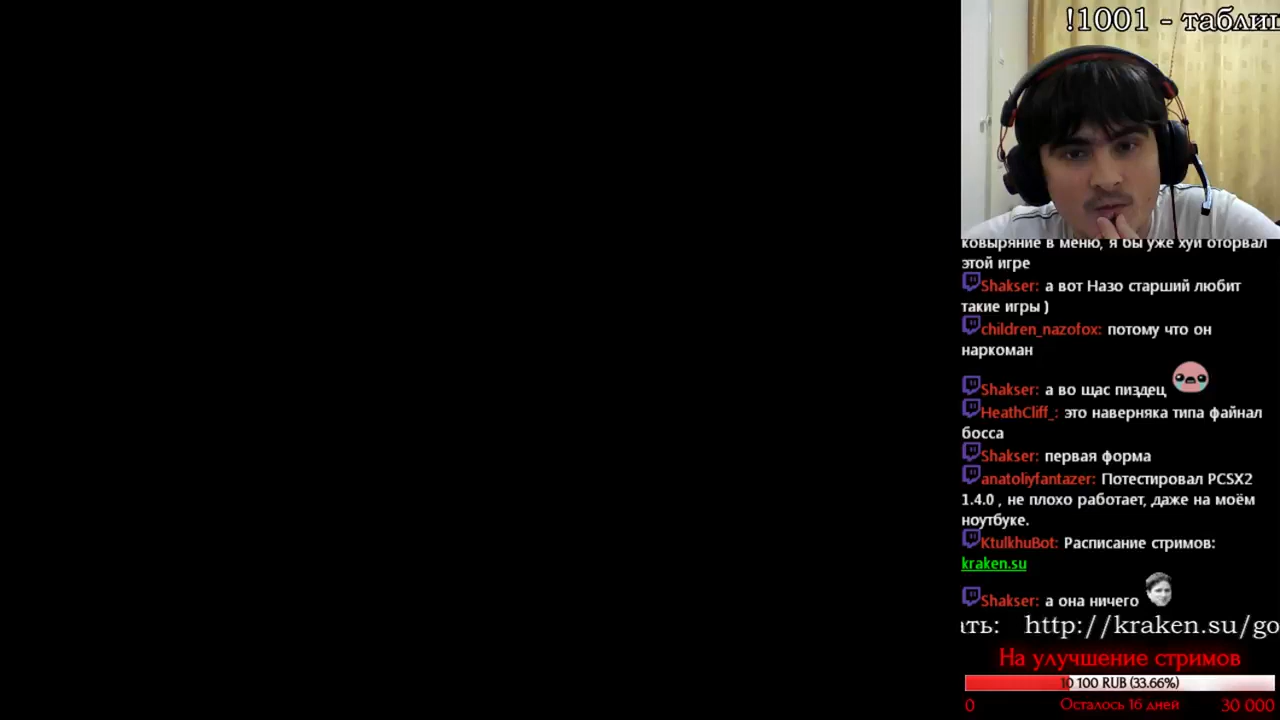 !1001 - таблиц
ковыряние в меню, я бы уже хуй оторвал
этой игре
Shakser: а вот Назо старший любит
такие игры )
children_nazofox: потому что он
наркоман
Shakser: а во щас пиздец
HeathCliff_: это наверняка типа файнал
босса
Shakser: первая форма
anatoliyfantazer: Потестировал PCSX2
1.4.0 , не плохо работает, даже на моём
ноутбуке.
KtulkhuBot: Расписание стримов:
kraken.su
Shakser: а она ничего
ать: http://kraken.su/go
На улучшение стримов
10 100 RUB (33.66%)
0 Осталось 16 дней 30 000